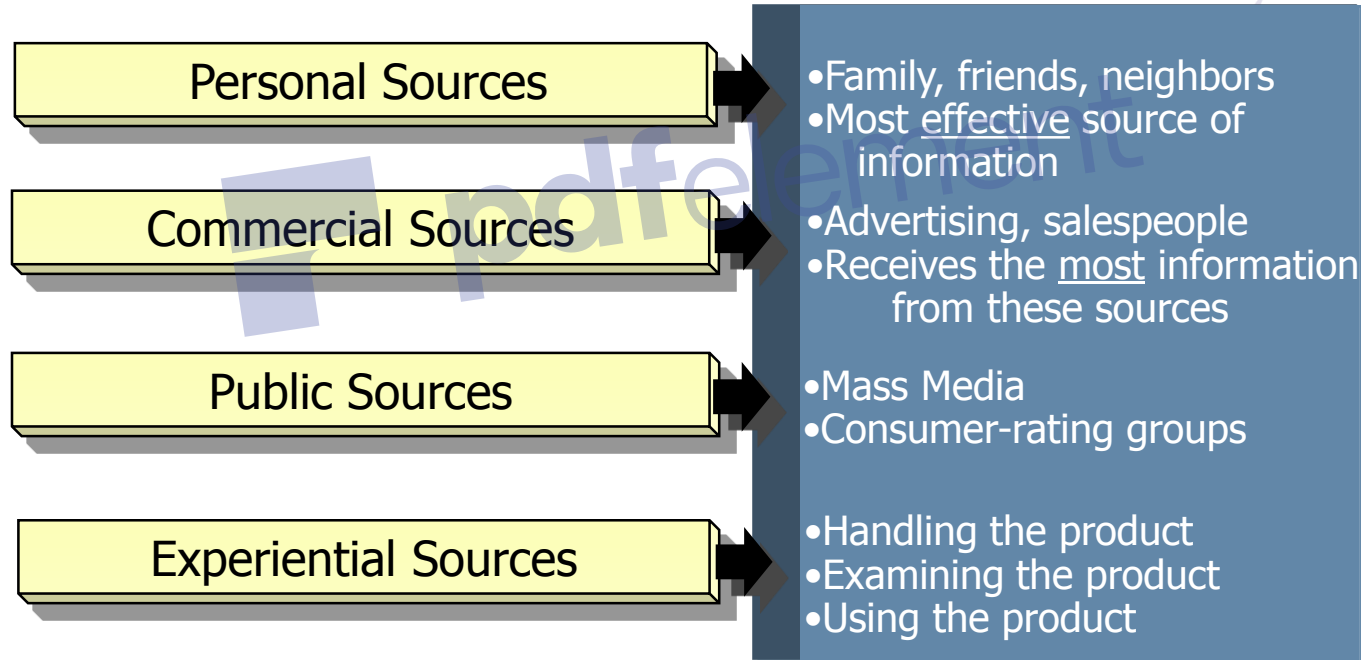 Personal Sources
•Family, friends, neighbors
•Most effective source of
information
Commercial Sources
•Advertising, salespeople
•Receives the most information
from these sources
Public Sources
•Mass Media
•Consumer-rating groups
Experiential Sources
•Handling the product
•Examining the product
•Using the product
pdfelement